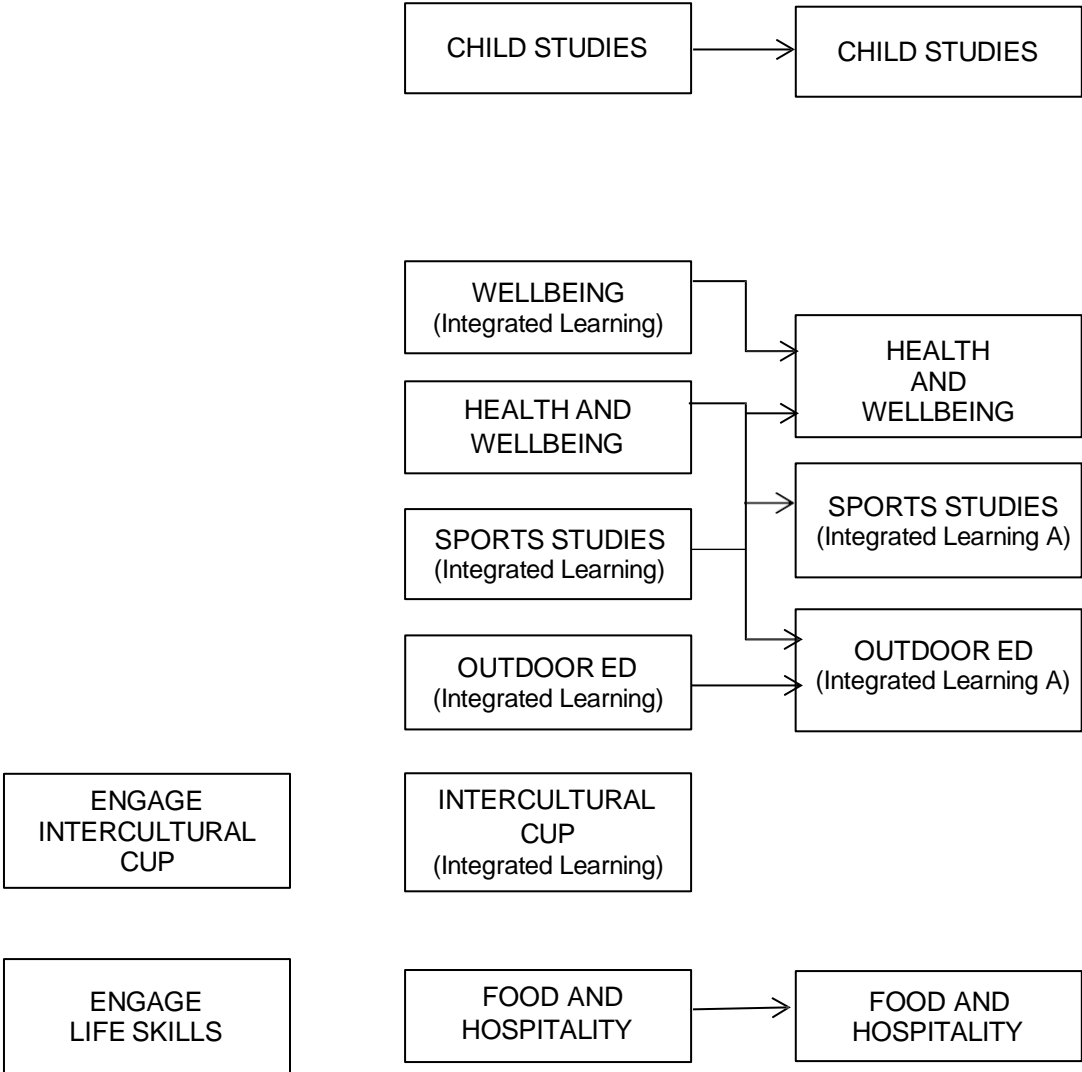 CHILD STUDIES
CHILD STUDIES
WELLBEING
(Integrated Learning)
HEALTH
AND
WELLBEING
HEALTH AND
WELLBEING
SPORTS STUDIES
(Integrated Learning A)
SPORTS STUDIES
(Integrated Learning)
OUTDOOR ED
(Integrated Learning A)
OUTDOOR ED
(Integrated Learning)
ENGAGE
INTERCULTURAL
CUP
INTERCULTURAL
CUP
(Integrated Learning)
ENGAGE
LIFE SKILLS
FOOD AND
HOSPITALITY
FOOD AND
HOSPITALITY